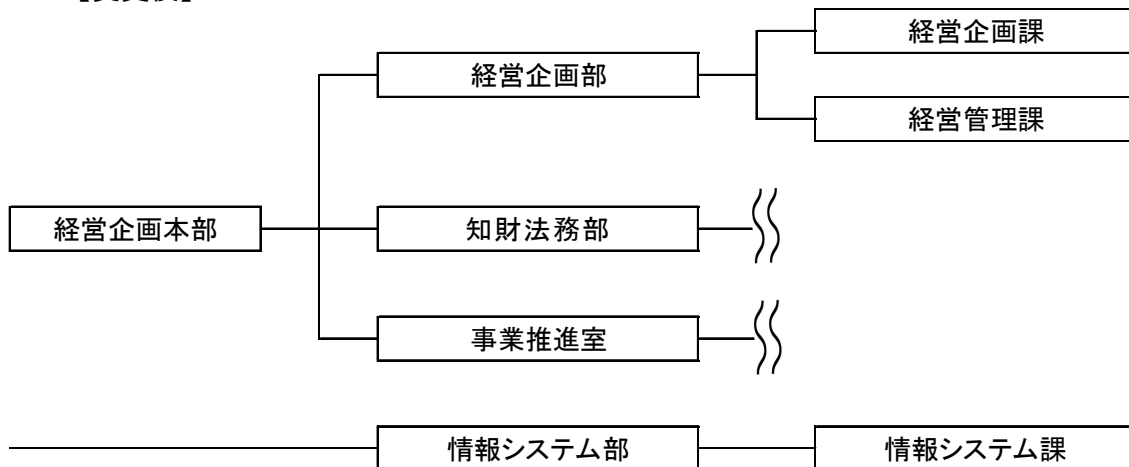 経営企画課
経営企画部
経営管理課
経営企画本部
知財法務部
事業推進室
情報システム部
情報システム課